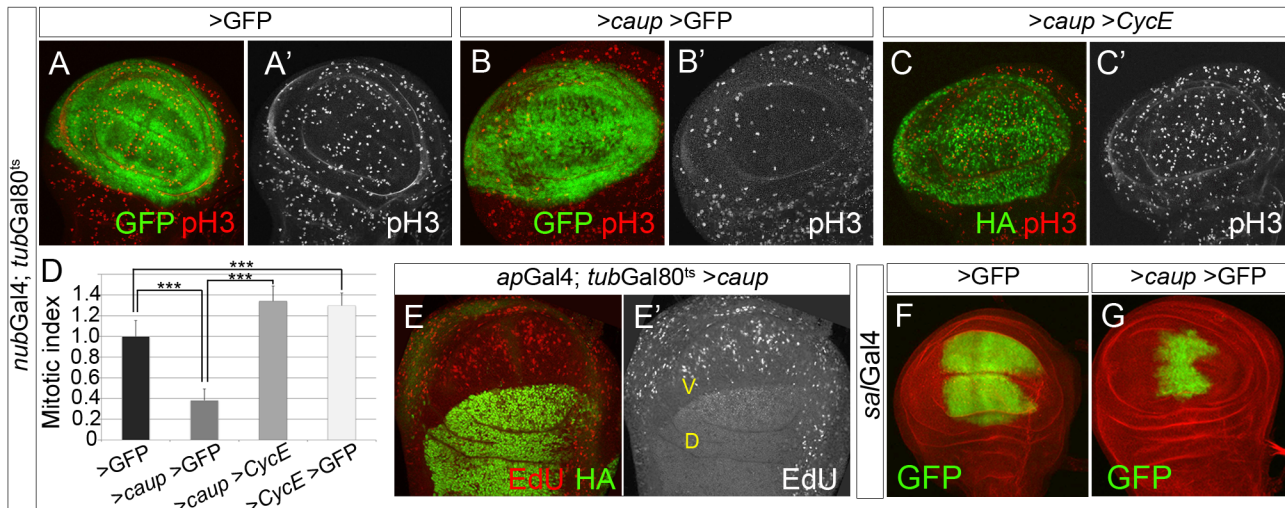 >GFP
>caup >GFP
>caup >CycE
nubGal4; tubGal80ts
A
A'
B
B'
C
C'
GFP pH3
pH3
GFP pH3
pH3
HA pH3
pH3
D
***
***
***
Mitotic index
1.4
1.2
1.0
0.8
0.6
0.4
0.2
0
>GFP
>caup >GFP
>caup >CycE
>CycE >GFP
apGal4; tubGal80ts >caup
E
E'
V
D
EdU HA
EdU
salGal4
>GFP
>caup >GFP
F
G
GFP
GFP